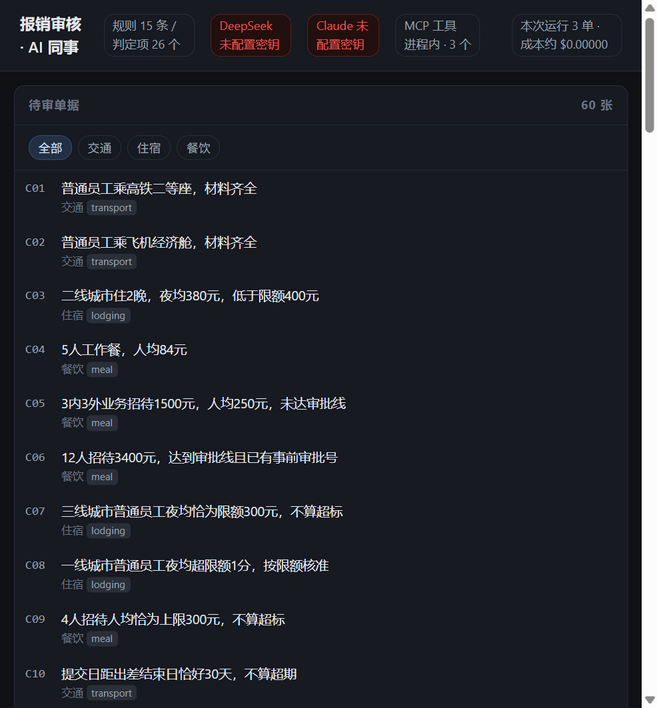 报销审核
· AI 同事
规则 15 条 /
判定项 26 个
DeepSeek
未配置密钥
Claude 未
配置密钥
MCP 工具
进程内 · 3 个
本次运行 3 单 ·
成本约 $0.00000
待审单据 60 张
全部 交通 住宿 餐饮
C01 普通员工乘高铁二等座，材料齐全
交通 transport
C02 普通员工乘飞机经济舱，材料齐全
交通 transport
C03 二线城市住2晚，夜均380元，低于限额400元
住宿 lodging
C04 5人工作餐，人均84元
餐饮 meal
C05 3内3外业务招待1500元，人均250元，未达审批线
餐饮 meal
C06 12人招待3400元，达到审批线且已有事前审批号
餐饮 meal
C07 三线城市普通员工夜均恰为限额300元，不算超标
住宿 lodging
C08 一线城市普通员工夜均超限额1分，按限额核准
住宿 lodging
C09 4人招待人均恰为上限300元，不算超标
餐饮 meal
C10 提交日距出差结束日恰好30天，不算超期
交通 transport